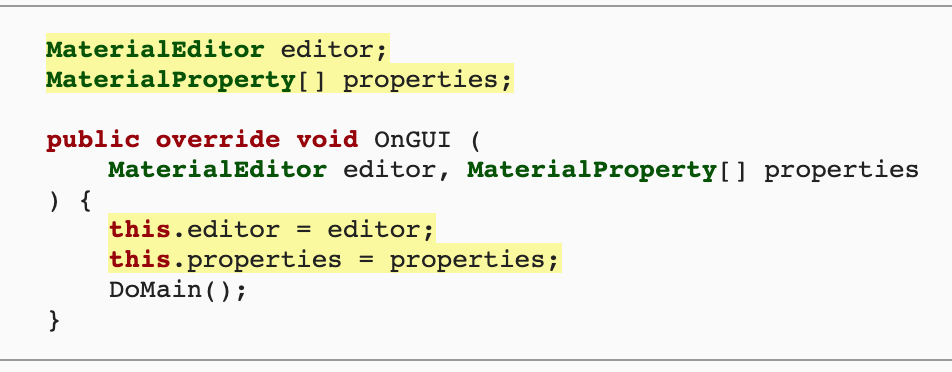 MaterialEditor editor;
MaterialProperty[] properties;
public override void OnGUI (
MaterialEditor editor, MaterialProperty[] properties
) {
this.editor = editor;
this.properties = properties;
DoMain();
}